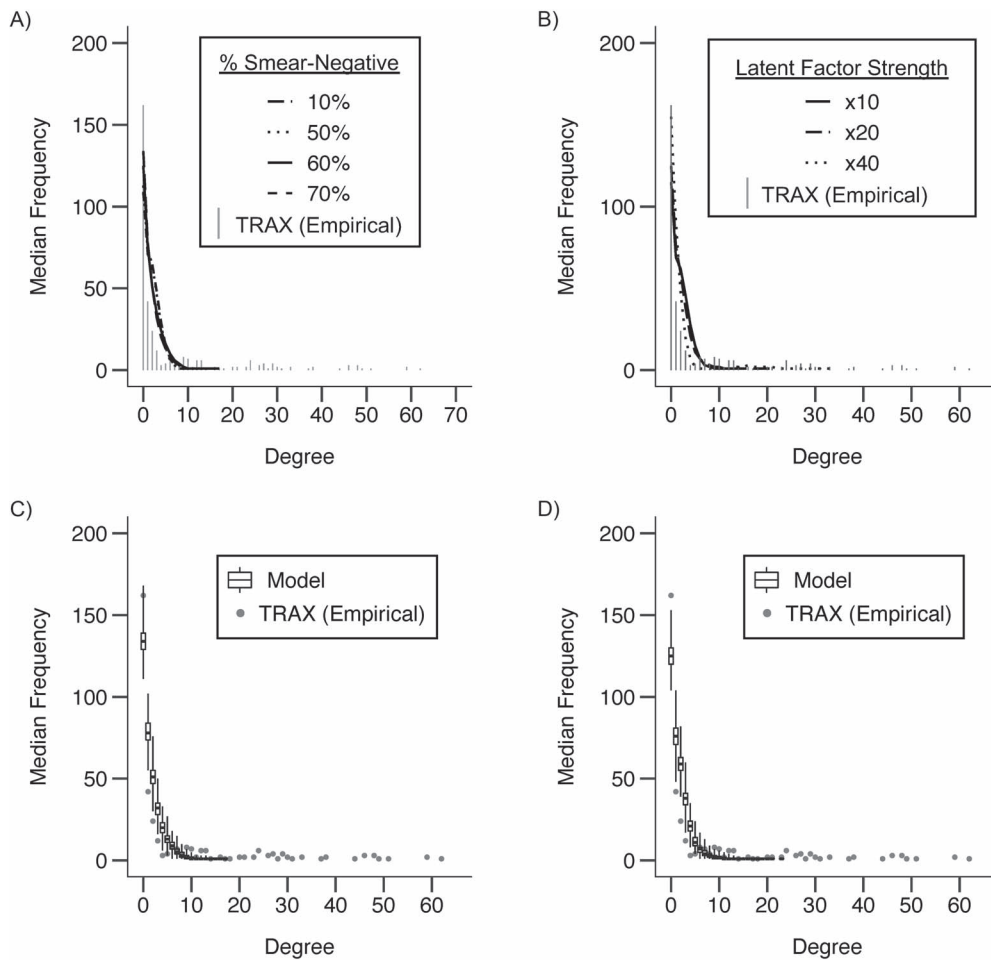 A)
200
150
100
50
0
Median Frequency
% Smear-Negative
10%
50%
60%
70%
TRAX (Empirical)
0 10 20 30 40 50 60 70
Degree
B)
200
150
100
50
0
Median Frequency
Latent Factor Strength
x10
x20
x40
TRAX (Empirical)
0 10 20 30 40 50 60
Degree
C)
200
150
100
50
0
Median Frequency
Model
TRAX (Empirical)
0 10 20 30 40 50 60
Degree
D)
200
150
100
50
0
Median Frequency
Model
TRAX (Empirical)
0 10 20 30 40 50 60
Degree